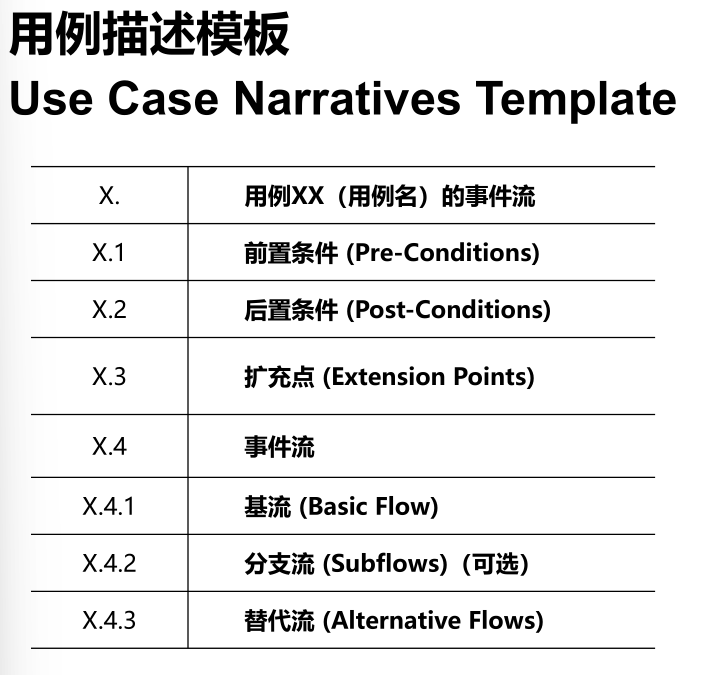 用例描述模板
Use Case Narratives Template
X. 用例XX（用例名）的事件流
X.1 前置条件 (Pre-Conditions)
X.2 后置条件 (Post-Conditions)
X.3 扩充点 (Extension Points)
X.4 事件流
X.4.1 基流 (Basic Flow)
X.4.2 分支流 (Subflows)（可选）
X.4.3 替代流 (Alternative Flows)